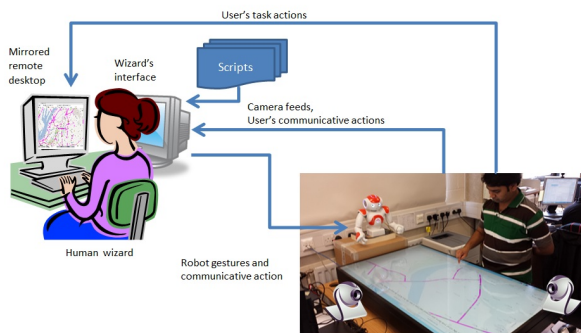 User's task actions
Mirrored
remote
desktop
Wizard's
interface
Scripts
Camera feeds,
User's communicative actions
Human wizard
Robot gestures and
communicative action